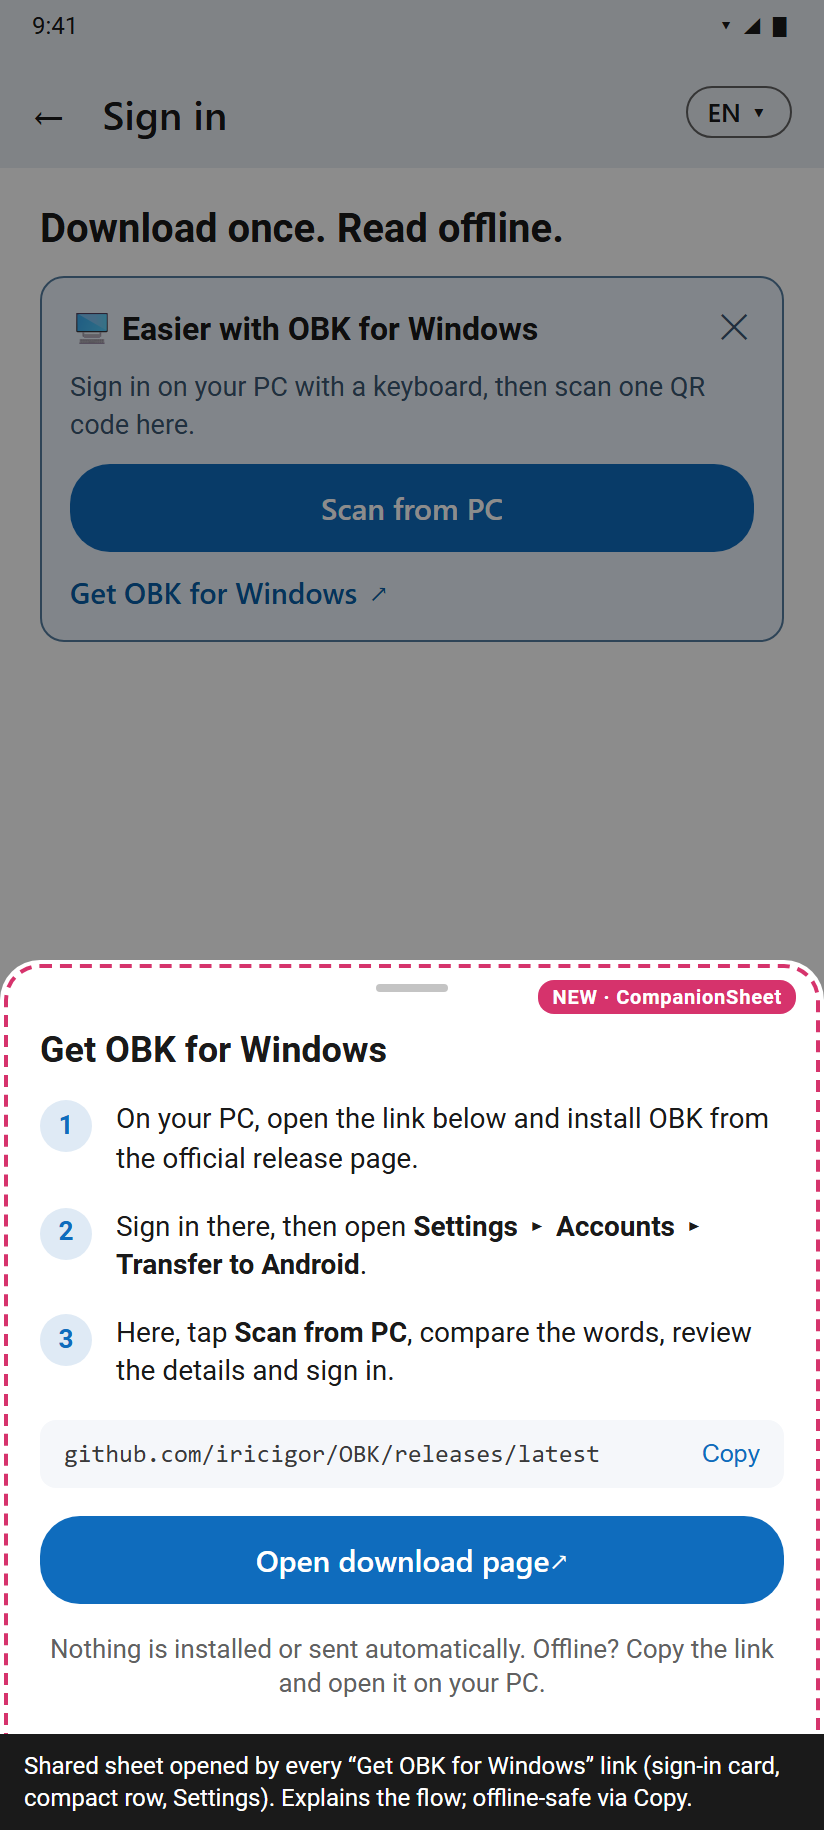 9:41
← Sign in
EN ▾
Download once. Read offline.
Easier with OBK for Windows
Sign in on your PC with a keyboard, then scan one QR
code here.
Scan from PC
Get OBK for Windows ↗
NEW · CompanionSheet
Get OBK for Windows
1 On your PC, open the link below and install OBK from
the official release page.
2 Sign in there, then open Settings ▸ Accounts ▸
Transfer to Android.
3 Here, tap Scan from PC, compare the words, review
the details and sign in.
github.com/iricigor/OBK/releases/latest Copy
Open download page↗
Nothing is installed or sent automatically. Offline? Copy the link
and open it on your PC.
Shared sheet opened by every “Get OBK for Windows” link (sign-in card,
compact row, Settings). Explains the flow; offline-safe via Copy.